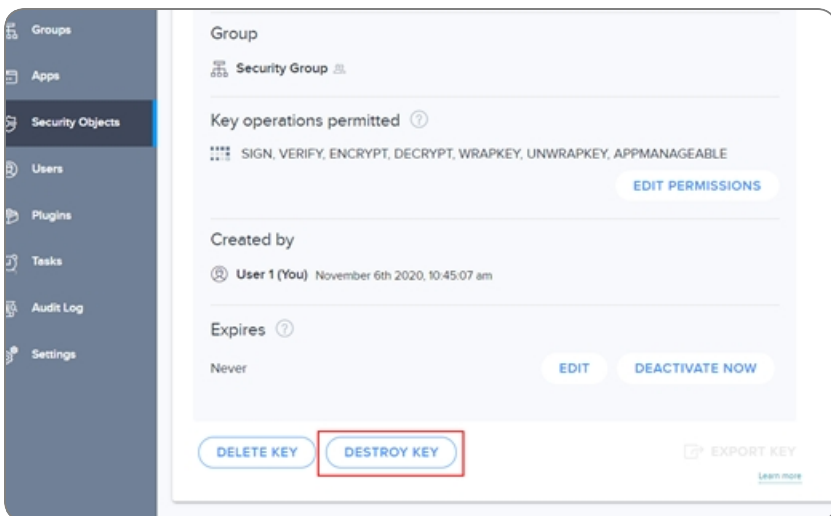 Groups
Apps
Security Objects
Users
Plugins
Tasks
Audit Log
Settings
Group
Security Group
Key operations permitted ?
SIGN, VERIFY, ENCRYPT, DECRYPT, WRAPKEY, UNWRAPKEY, APPMANAGEABLE
EDIT PERMISSIONS
Created by
User 1 (You) November 6th 2020, 10:45:07 am
Expires ?
Never EDIT DEACTIVATE NOW
DELETE KEY DESTROY KEY EXPORT KEY
Learn more